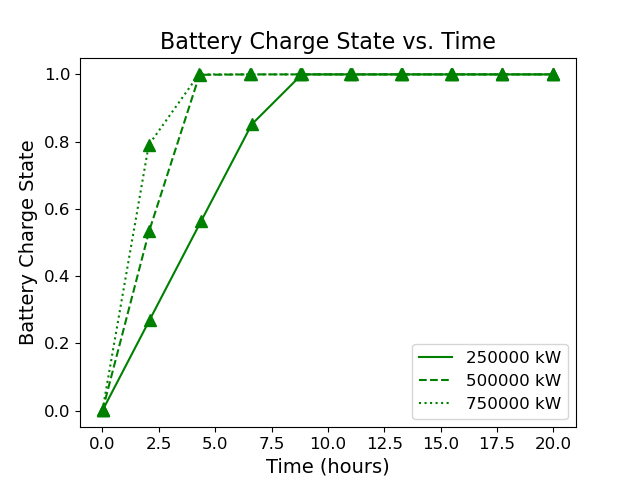 Battery Charge State vs. Time
Battery Charge State
1.0
0.8
0.6
0.4
0.2
0.0
250000 kW
500000 kW
750000 kW
0.0 2.5 5.0 7.5 10.0 12.5 15.0 17.5 20.0
Time (hours)